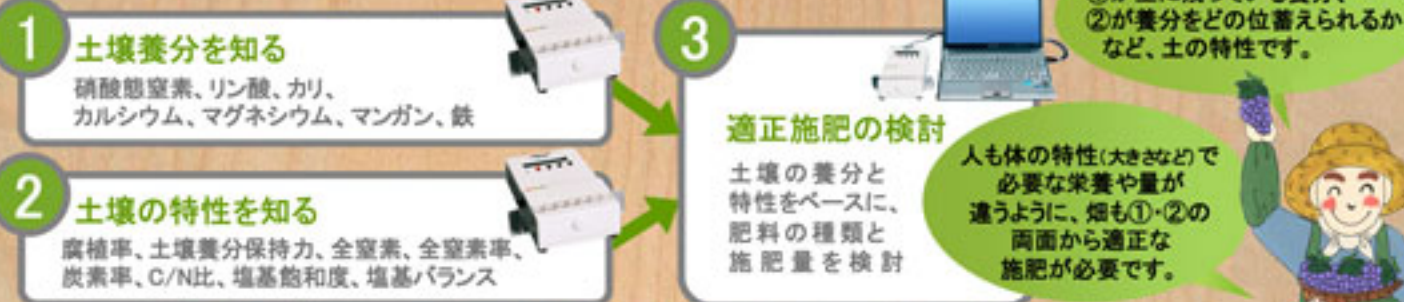 1
土壌養分を知る
硝酸態窒素、リン酸、カリ、
カルシウム、マグネシウム、マンガン、鉄
2
土壌の特性を知る
腐植率、土壌養分保持力、全窒素、全窒素率、
炭素率、C/N比、塩基飽和度、塩基バランス
3
適正施肥の検討
土壌の養分と
特性をベースに、
肥料の種類と
施肥量を検討
②が養分をどの位蓄えられるか
など、土の特性です。
人も体の特性(大きさなど)で
必要な栄養や量が
違うように、畑も①・②の
両面から適正な
施肥が必要です。